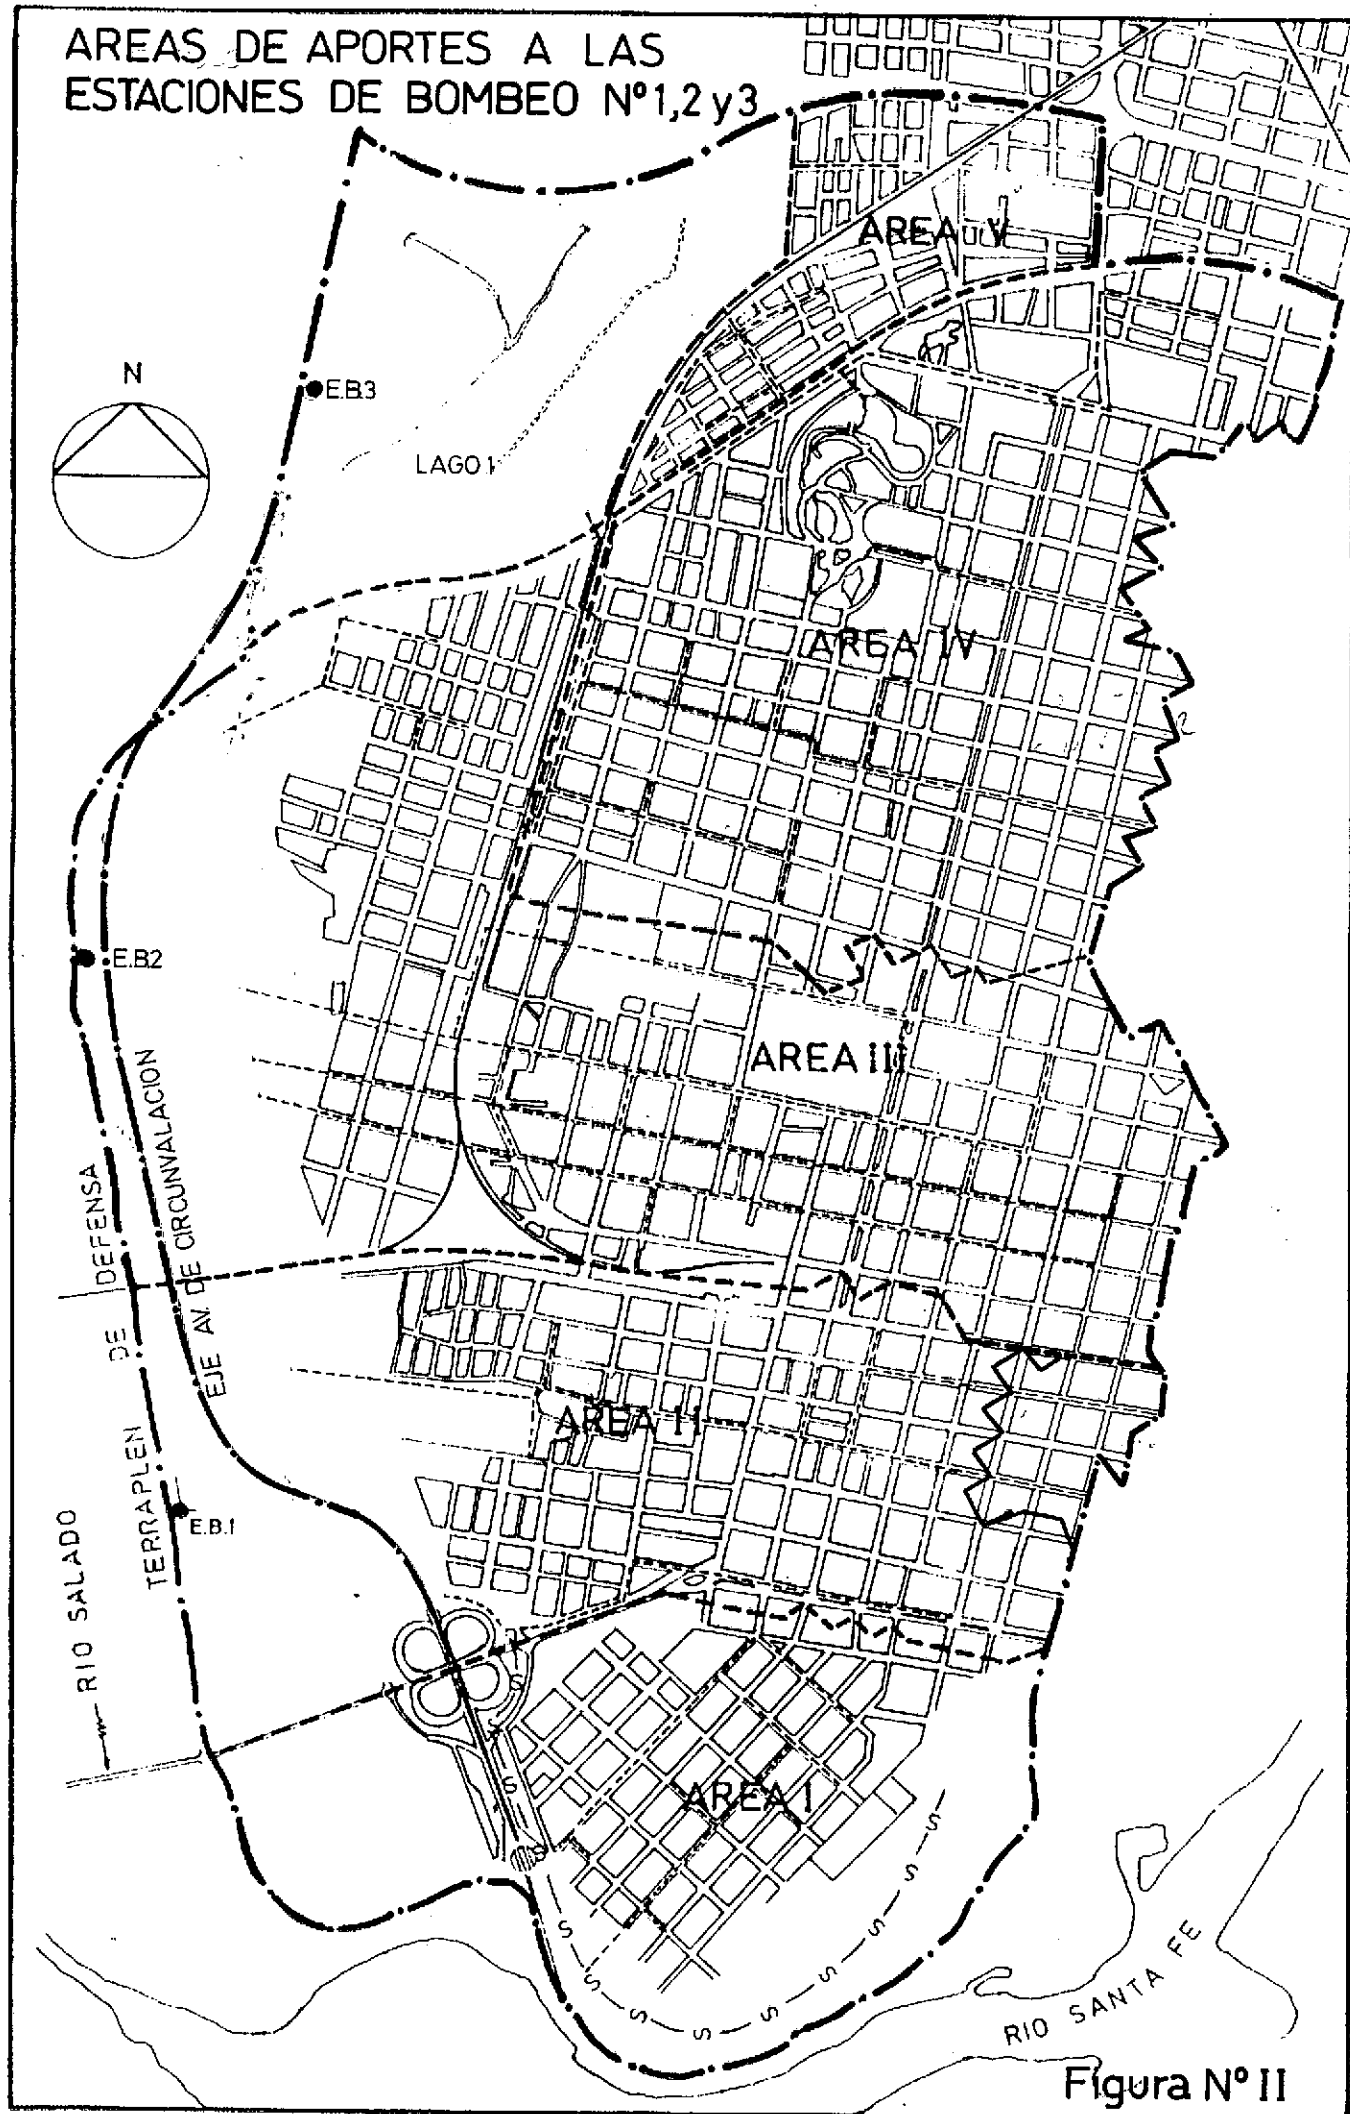 AREAS DE APORTES A LAS
ESTACIONES DE BOMBEO Nº1,2 y3
AREA V
N
E.B.3
LAGO 1
AREA IV
E.B.2
AREA III
EJE AV. DE CIRCUNVALACION
TERRAPLEN DE DEFENSA
AREA II
E.B.1
RIO SALADO
S
S
S
AREA I
S
S
S
S
S
S
S
S
S
S
RIO SANTA FE
Figura Nº II